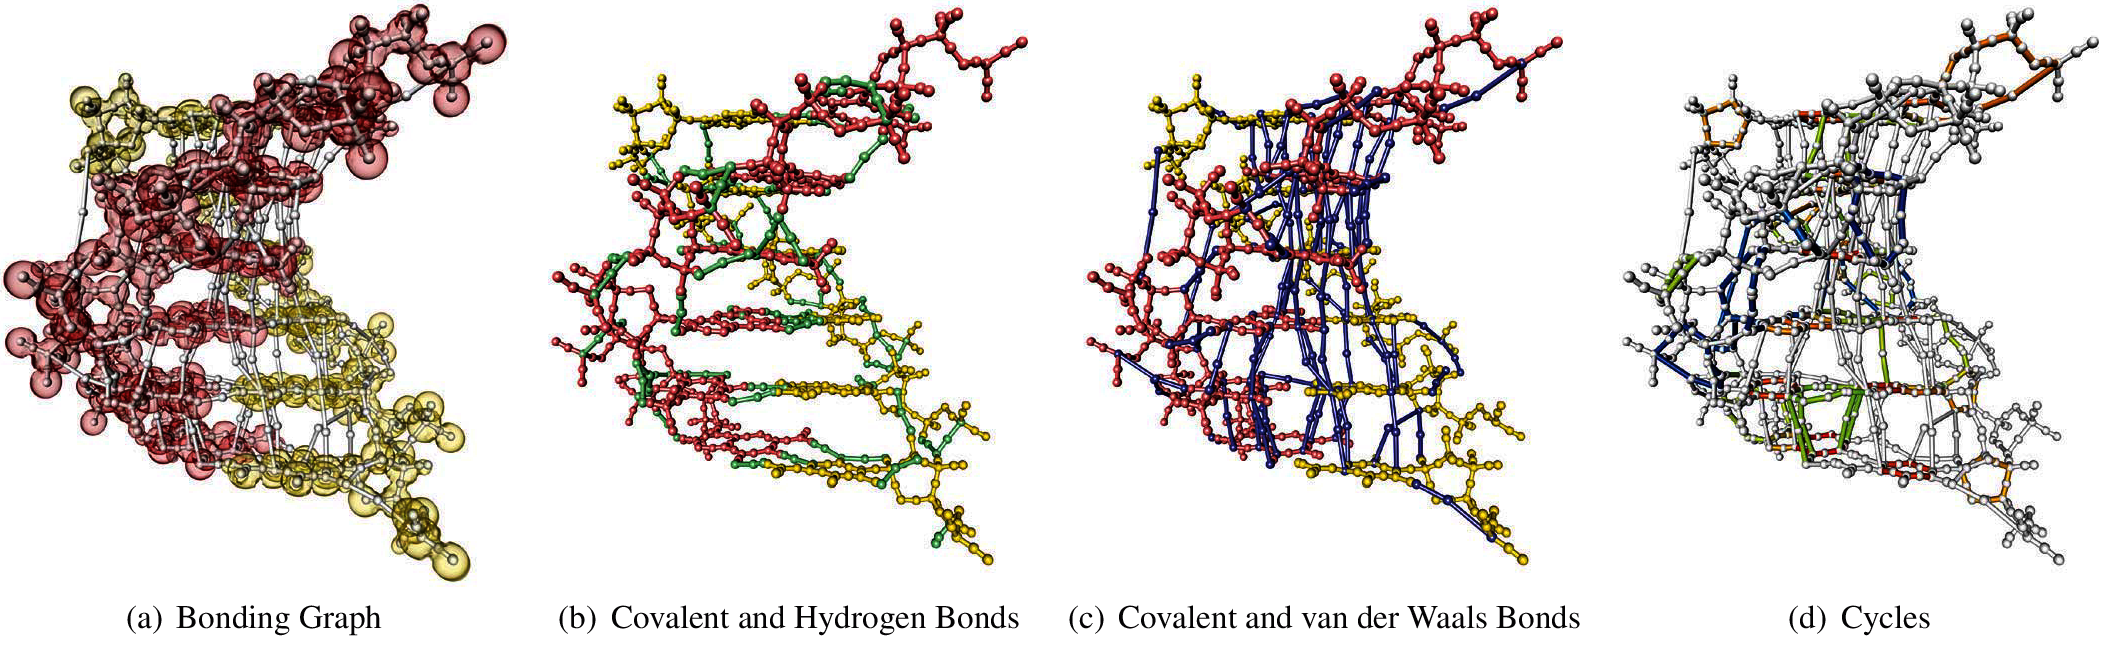 (a) Bonding Graph
(b) Covalent and Hydrogen Bonds
(c) Covalent and van der Waals Bonds
(d) Cycles